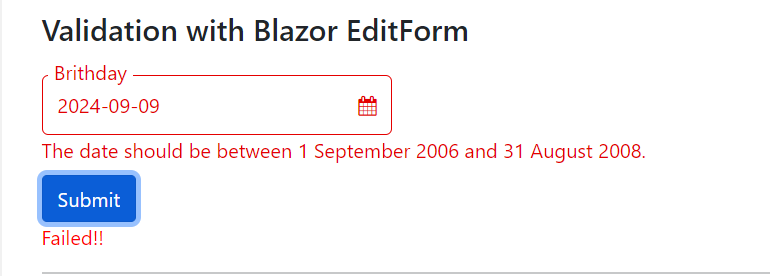 Validation with Blazor EditForm
Brithday
2024-09-09
The date should be between 1 September 2006 and 31 August 2008.
Submit
Failed!!